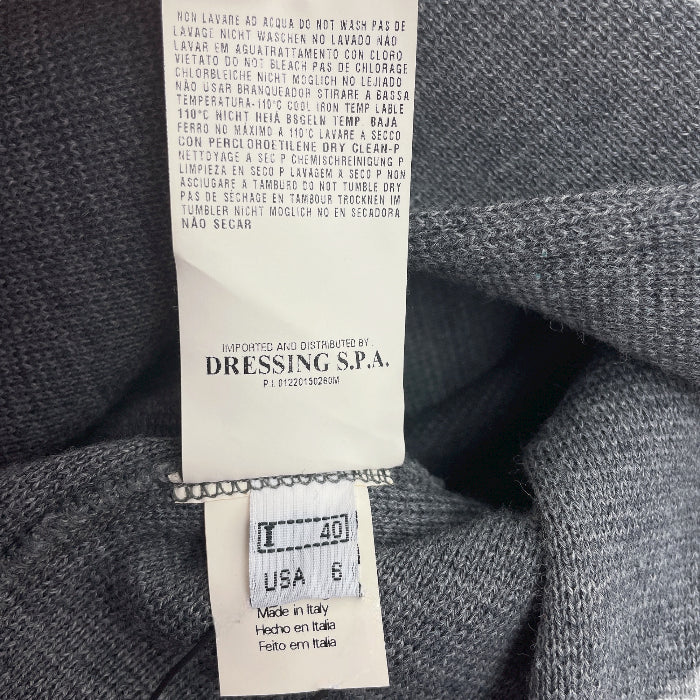 NON LAVARE AD ACQUA DO NOT WASH PAS DE
LAVAGE NICHT WASCHEN NO LAVADO NÃO
LAVAR EM AGUATRATTAMENTO CON CLORO
VIETATO DO NOT BLEACH PAS DE CHLORAGE
CHLORBLEICHE NICHT MOGLICH NO LEJIADO
NÃO USAR BRANQUEADOR STIRARE A BASSA
TEMPERATURA-110°C COOL IRON TEMP LABLE
110°C NICHT HEIA BSGELN TEMP. BAJA
FERRO NO MÁXIMO A 110°C LAVARE A SECCO
CON PERCLOROETILENE DRY CLEAN-P
NETTOYAGE A SEC P CHEMISCHREINIGUNG P
LIMPIEZA EN SECO P LAVAGEM A SECO P NON
ASCIUGARE A TAMBURO DO NOT TUMBLE DRY
PAS DE SÉCHAGE EN TAMBOUR TROCKNEN IM
TUMBLER NICHT MOGLICH NO EN SECADORA
NÃO SECAR
IMPORTED AND DISTRIBUTED BY:
DRESSING S.P.A.
P.I. 01220150260M
I 40
USA 6
Made in Italy
Hecho en Italia
Feito em Italia